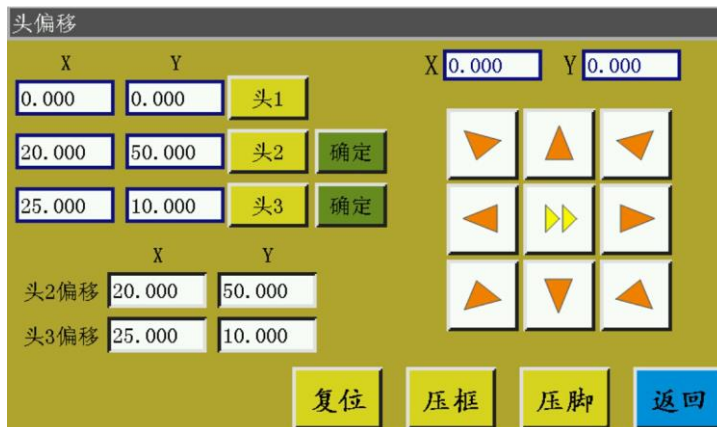 头偏移
X Y X 0.000 Y 0.000
0.000 0.000 头1
20.000 50.000 头2 确定
25.000 10.000 头3 确定
X Y
头2偏移 20.000 50.000
头3偏移 25.000 10.000
复位 压框 压脚 返回